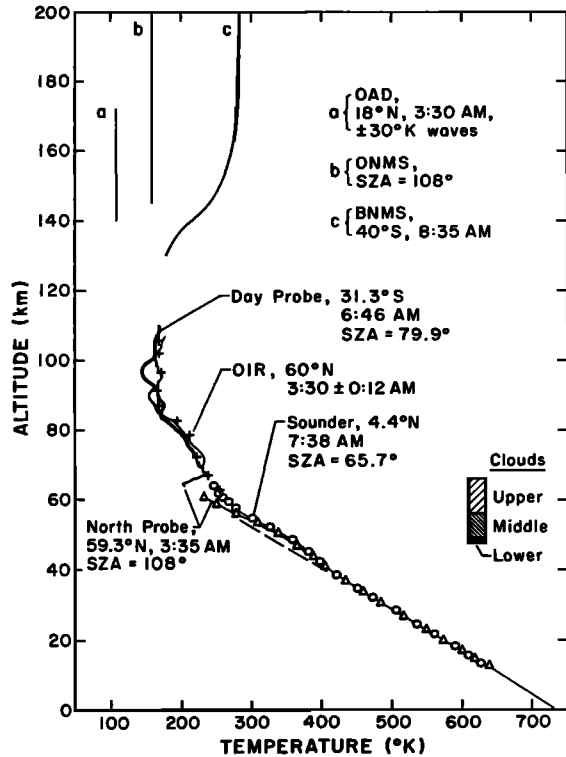 200
180
160
140
120
100
80
60
40
20
0
ALTITUDE (km)
b
c
a
a { OAD,
18°N, 3:30 AM,
±30°K waves
b { ONMS,
SZA = 108°
c { BNMS,
40°S, 8:35 AM
Day Probe, 31.3°S
6:46 AM
SZA = 79.9°
OIR, 60°N
3:30 ± 0:12 AM
Sounder, 4.4°N
7:38 AM
SZA = 65.7°
North Probe,
59.3°N, 3:35 AM
SZA = 108°
Clouds
Upper
Middle
Lower
100 200 300 400 500 600 700
TEMPERATURE (°K)